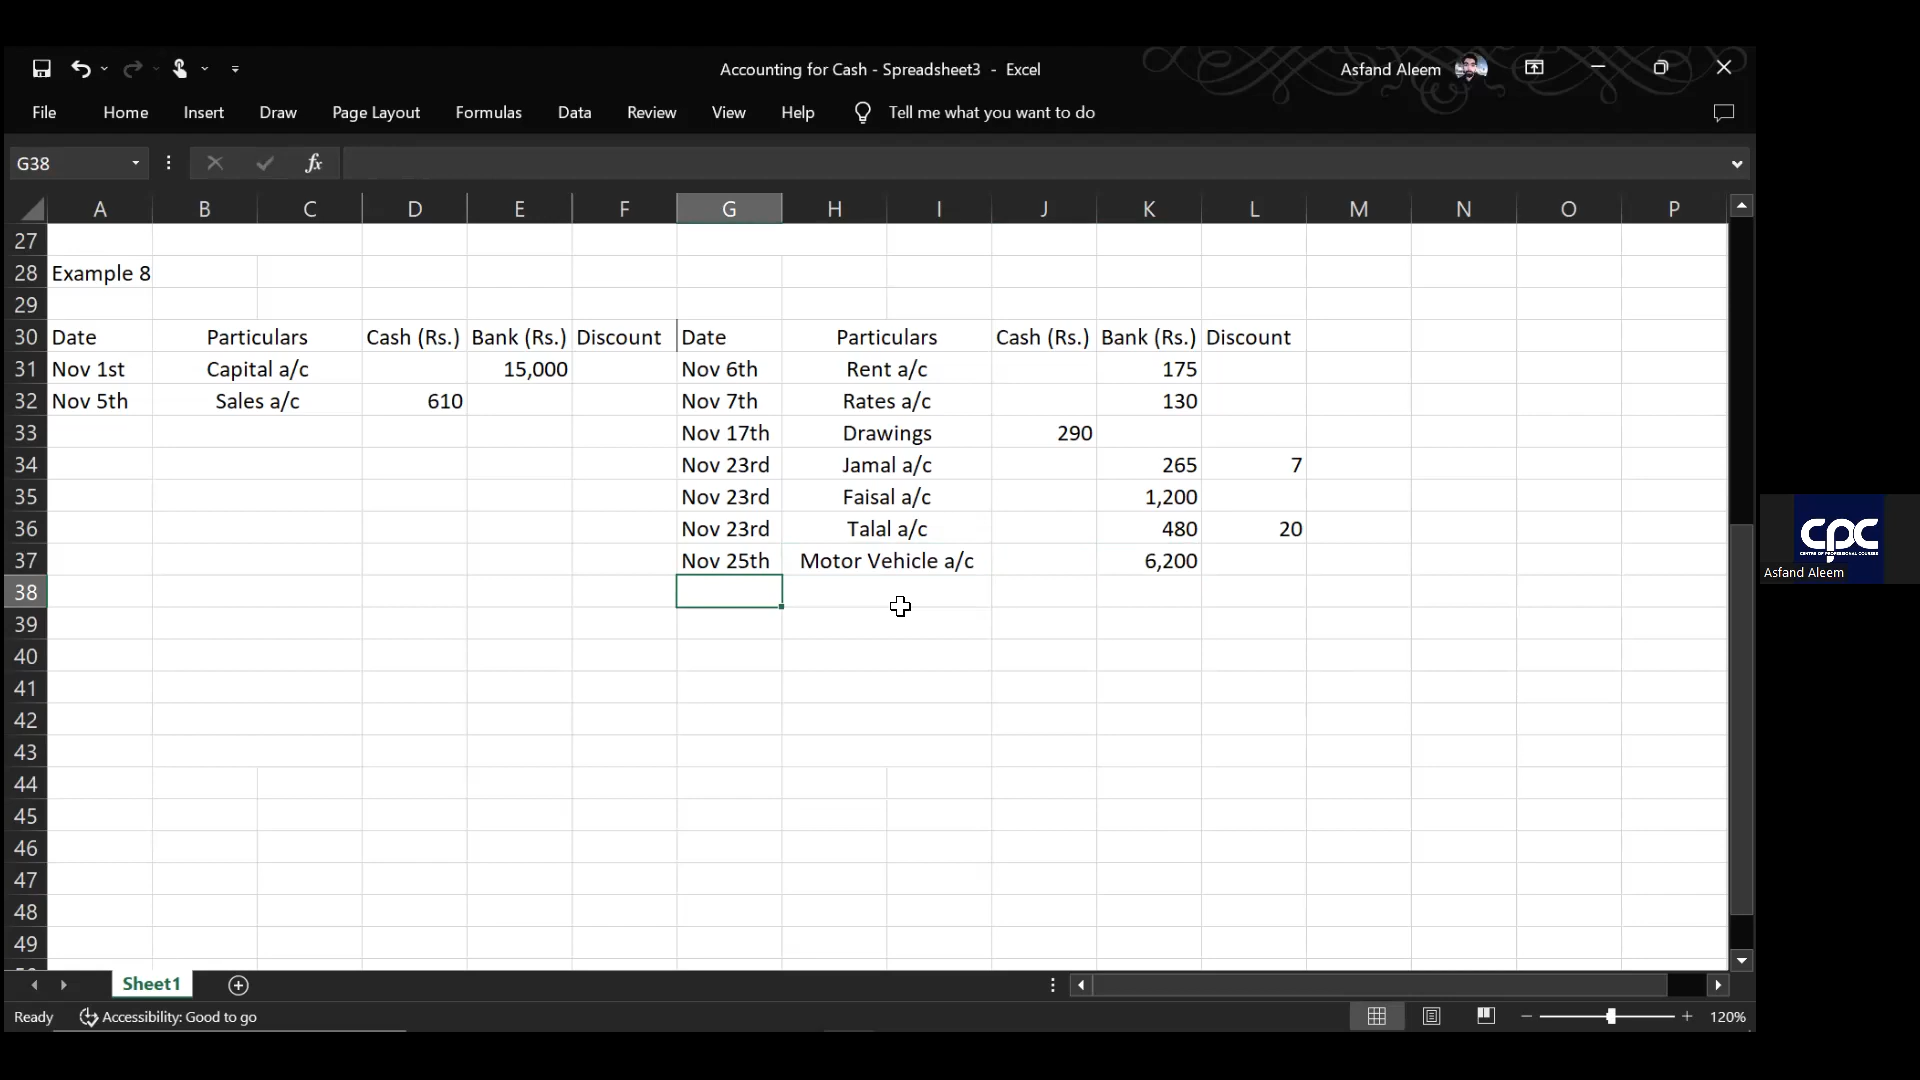 Accounting for Cash - Spreadsheet3 - Excel
Asfand Aleem
File Home Insert Draw Page Layout Formulas Data Review View Help Tell me what you want to do
G38 fx
A B C D E F G H I J K L M N O P
27
28 Example 8
29
30 Date Particulars Cash (Rs.) Bank (Rs.) Discount Date Particulars Cash (Rs.) Bank (Rs.) Discount
31 Nov 1st Capital a/c 15,000 Nov 6th Rent a/c 175
32 Nov 5th Sales a/c 610 Nov 7th Rates a/c 130
33 Nov 17th Drawings 290
34 Nov 23rd Jamal a/c 265 7
35 Nov 23rd Faisal a/c 1,200
36 Nov 23rd Talal a/c 480 20
37 Nov 25th Motor Vehicle a/c 6,200
38
39
40
41
42
43
44
45
46
47
48
49
Sheet1
Ready Accessibility: Good to go 120%
cpc
CENTRE OF PROFESSIONAL COURSES
Asfand Aleem